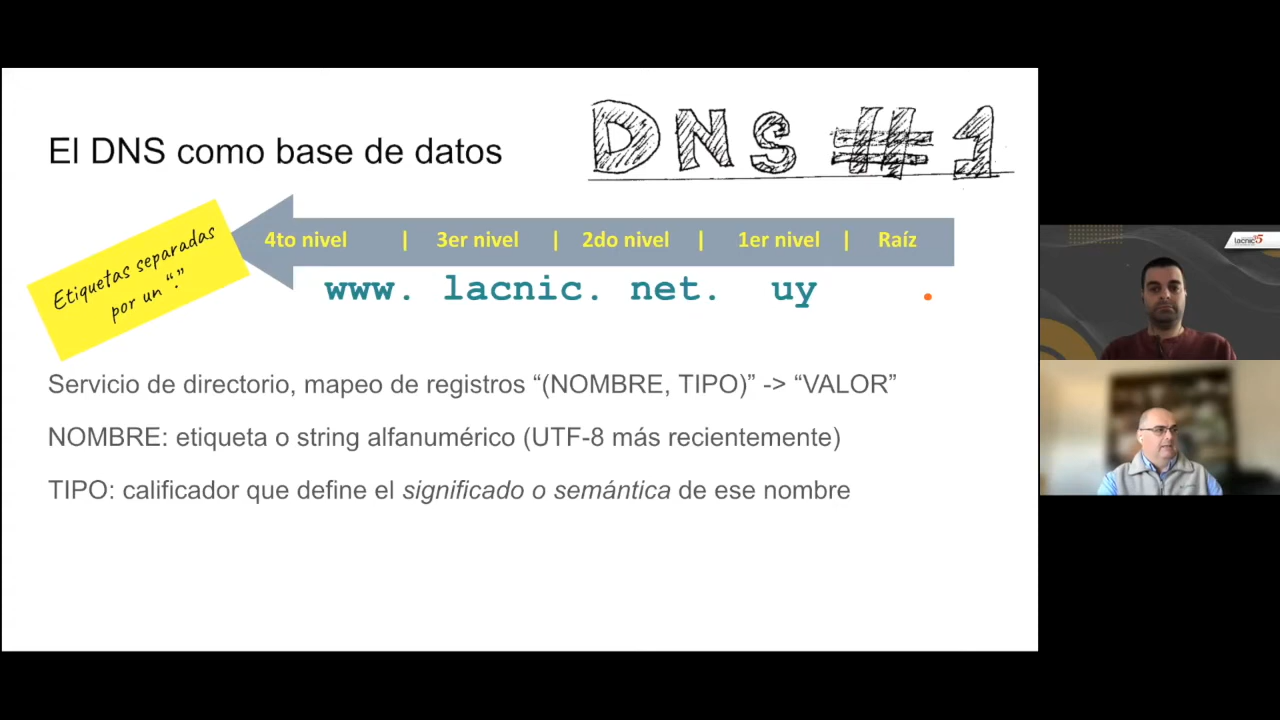 El DNS como base de datos
DNS #1
Etiquetas separadas
por un “.”
4to nivel | 3er nivel | 2do nivel | 1er nivel | Raíz
www. lacnic. net. uy .
Servicio de directorio, mapeo de registros “(NOMBRE, TIPO)” -> “VALOR”
NOMBRE: etiqueta o string alfanumérico (UTF-8 más recientemente)
TIPO: calificador que define el significado o semántica de ese nombre
lacnic